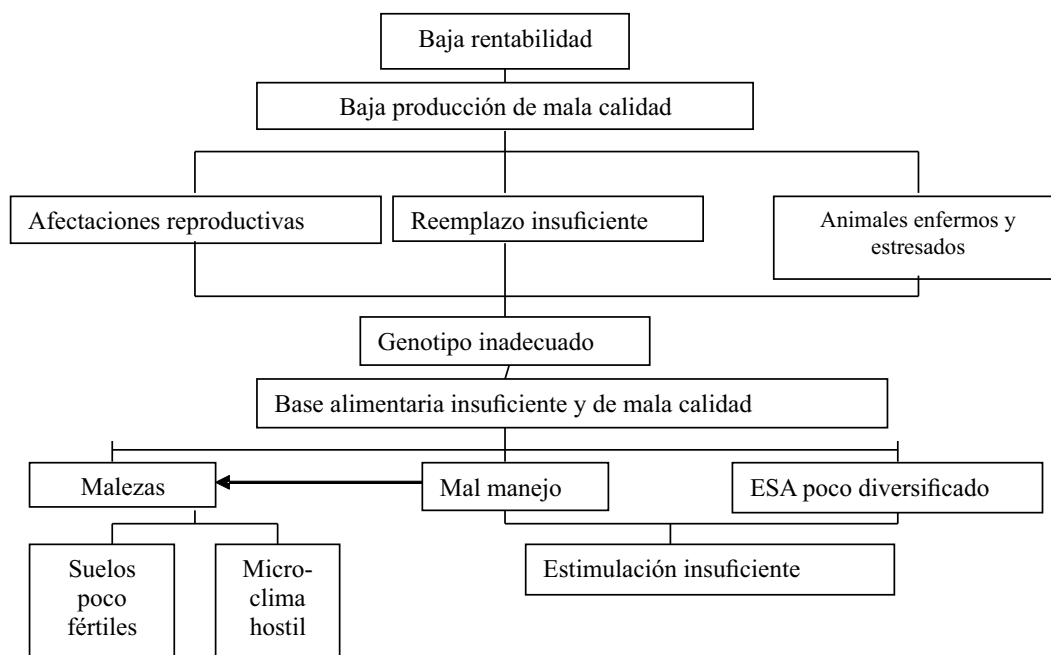 Baja rentabilidad
Baja producción de mala calidad
Afectaciones reproductivas
Reemplazo insuficiente
Animales enfermos y
estresados
Genotipo inadecuado
Base alimentaria insuficiente y de mala calidad
Malezas
Mal manejo
ESA poco diversificado
Suelos
poco
fértiles
Micro-
clima
hostil
Estimulación insuficiente